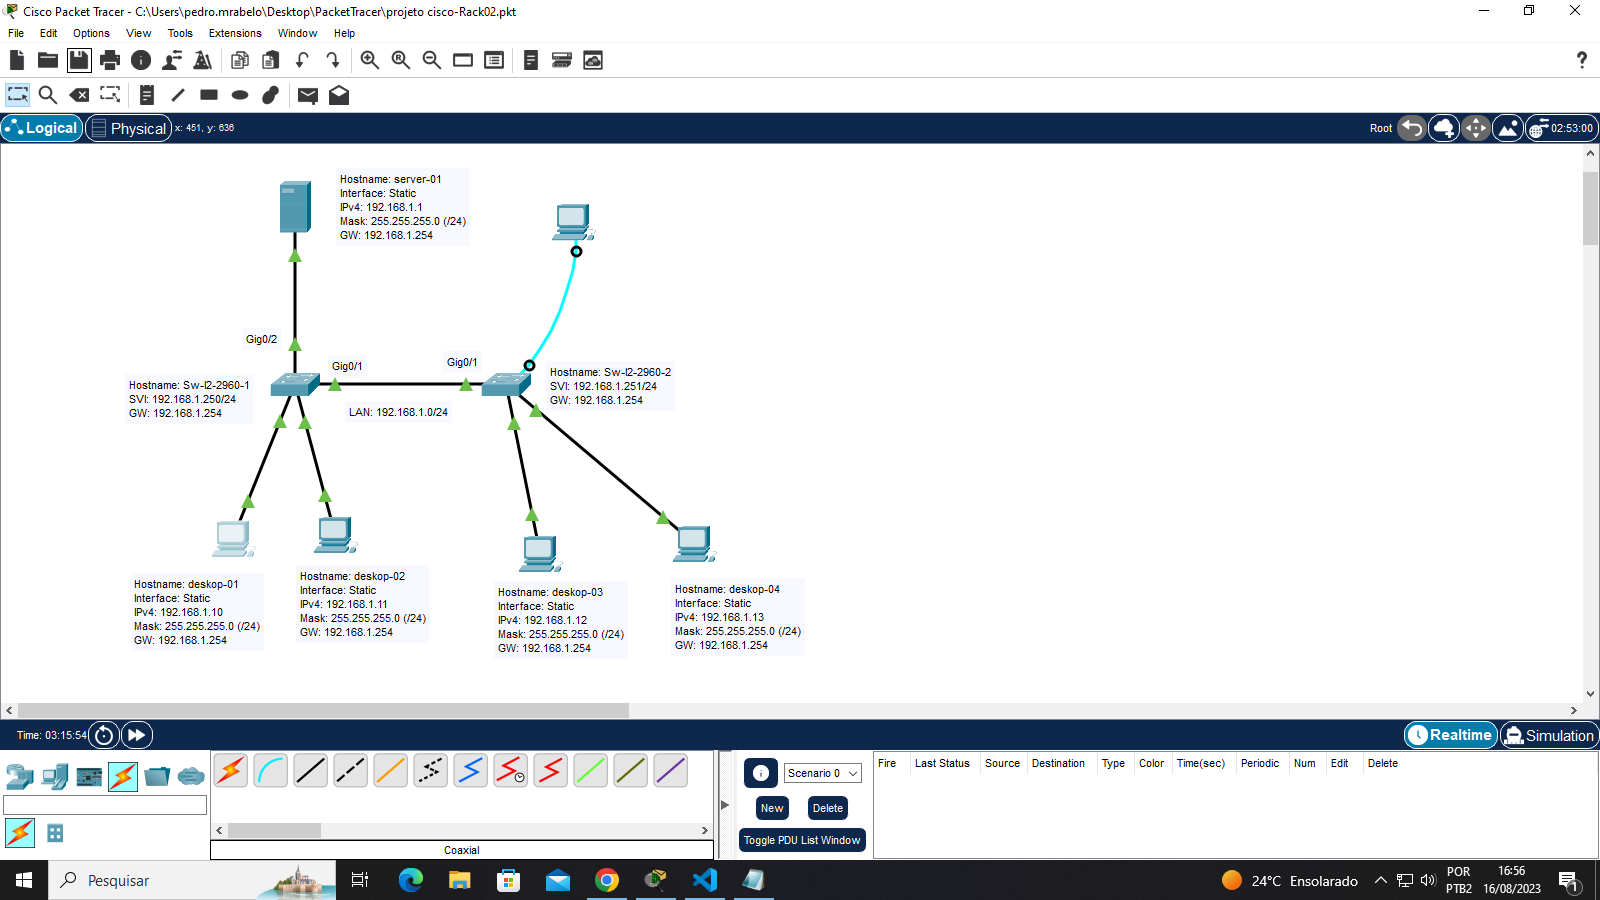 Cisco Packet Tracer - C:\Users\pedro.mrabelo\Desktop\PacketTracer\projeto cisco-Rack02.pkt
File Edit Options View Tools Extensions Window Help
?
Logical Physical x: 451, y: 636 Root 02:53:00
Hostname: server-01
Interface: Static
IPv4: 192.168.1.1
Mask: 255.255.255.0 (/24)
GW: 192.168.1.254
Gig0/2
Gig0/1
Gig0/1
Hostname: Sw-l2-2960-1
SVI: 192.168.1.250/24
GW: 192.168.1.254
LAN: 192.168.1.0/24
Hostname: Sw-l2-2960-2
SVI: 192.168.1.251/24
GW: 192.168.1.254
Hostname: deskop-01
Interface: Static
IPv4: 192.168.1.10
Mask: 255.255.255.0 (/24)
GW: 192.168.1.254
Hostname: deskop-02
Interface: Static
IPv4: 192.168.1.11
Mask: 255.255.255.0 (/24)
GW: 192.168.1.254
Hostname: deskop-03
Interface: Static
IPv4: 192.168.1.12
Mask: 255.255.255.0 (/24)
GW: 192.168.1.254
Hostname: deskop-04
Interface: Static
IPv4: 192.168.1.13
Mask: 255.255.255.0 (/24)
GW: 192.168.1.254
Time: 03:15:54 Realtime Simulation
Scenario 0
New Delete
Toggle PDU List Window
Fire Last Status Source Destination Type Color Time(sec) Periodic Num Edit Delete
Coaxial
Pesquisar
24°C Ensolarado
POR
PTB2
16:56
16/08/2023
1